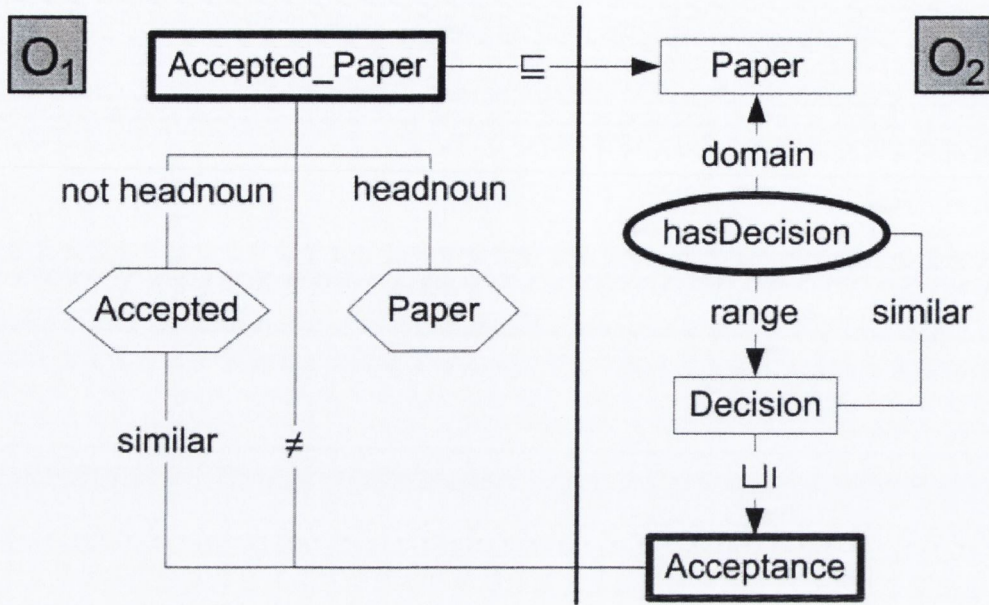 O1
Accepted_Paper
⊑
Paper
O2
domain
not headnoun
headnoun
hasDecision
Accepted
Paper
range
similar
Decision
similar
≠
⊒
Acceptance